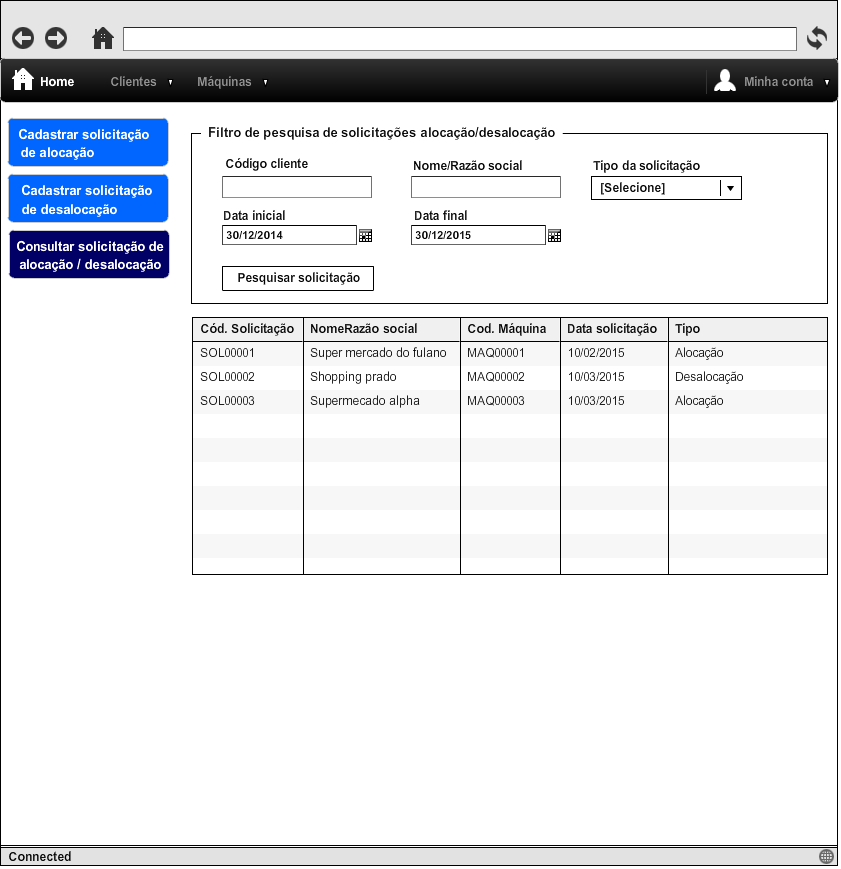 Home Clientes Máquinas Minha conta
Cadastrar solicitação
de alocação
Cadastrar solicitação
de desalocação
Consultar solicitação de
alocação / desalocação
Filtro de pesquisa de solicitações alocação/desalocação
Código cliente Nome/Razão social Tipo da solicitação
[Selecione]
Data inicial Data final
30/12/2014 30/12/2015
Pesquisar solicitação
Cód. Solicitação NomeRazão social Cod. Máquina Data solicitação Tipo
SOL00001 Super mercado do fulano MAQ00001 10/02/2015 Alocação
SOL00002 Shopping prado MAQ00002 10/03/2015 Desalocação
SOL00003 Supermecado alpha MAQ00003 10/03/2015 Alocação
Connected